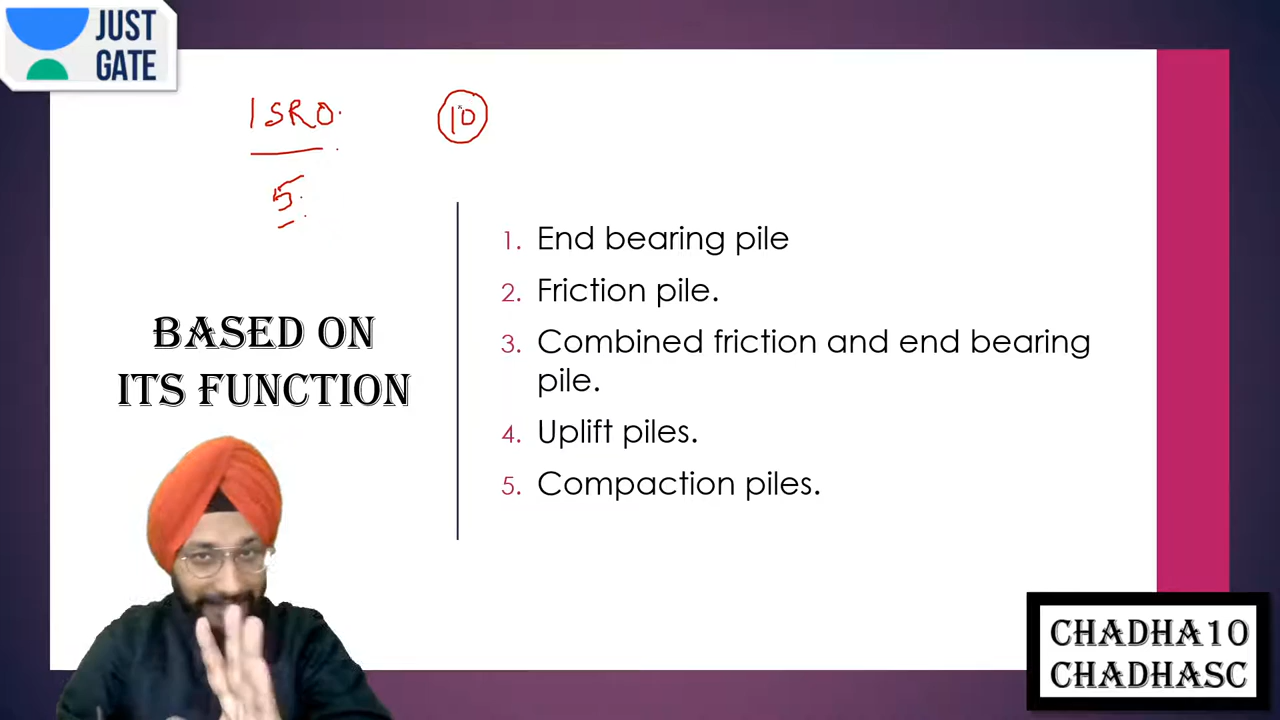 JUST
GATE
ISRO.
10
5
BASED ON
ITS FUNCTION
1. End bearing pile
2. Friction pile.
3. Combined friction and end bearing
pile.
4. Uplift piles.
5. Compaction piles.
CHADHA10
CHADHASC